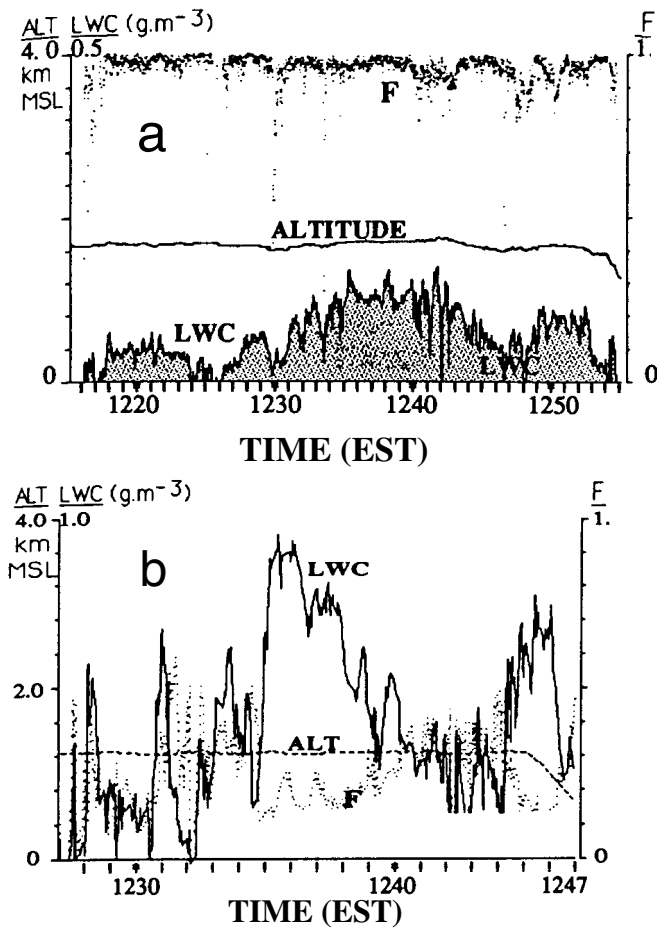 ALT LWC (g.m-3) F
4.0 0.5 1.
km
MSL
F
a
ALTITUDE
LWC
LWC
0 0
1220 1230 1240 1250
TIME (EST)
ALT LWC (g.m-3) F
4.0 1.0 1.
km
MSL
b
LWC
2.0
ALT
F
0 0
1230 1240 1247
TIME (EST)